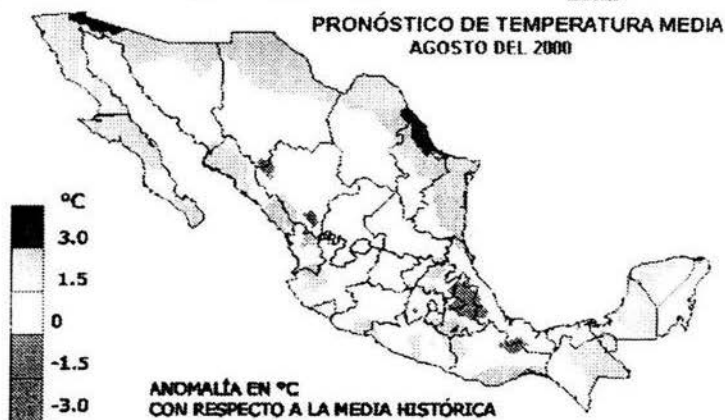 PRONÓSTICO DE TEMPERATURA MEDIA
AGOSTO DEL 2000
°C
3.0
1.5
0
-1.5
-3.0
ANOMALÍA EN °C
CON RESPECTO A LA MEDIA HISTÓRICA